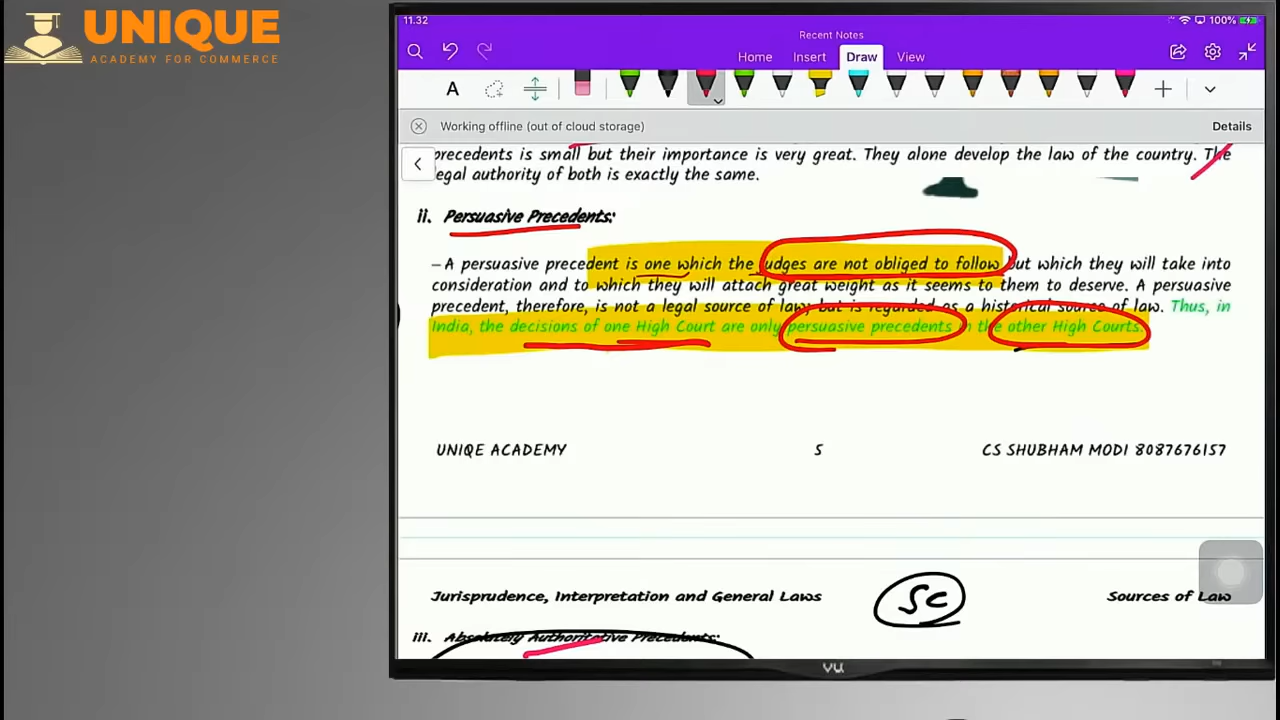 UNIQUE
ACADEMY FOR COMMERCE
11.32
100%
Recent Notes
Home Insert Draw View
A
Working offline (out of cloud storage)
Details
precedents is small but their importance is very great. They alone develop the law of the country. The
egal authority of both is exactly the same.
ii. Persuasive Precedents:
– A persuasive precedent is one which the judges are not obliged to follow but which they will take into
consideration and to which they will attach great weight as it seems to them to deserve. A persuasive
precedent, therefore, is not a legal source of law; but is regarded as a historical source of law. Thus, in
India, the decisions of one High Court are only persuasive precedents in the other High Courts.
UNIQE ACADEMY 5 CS SHUBHAM MODI 8087676157
SC
Jurisprudence, Interpretation and General Laws Sources of Law
iii. Absolutely Authoritative Precedents:
VU